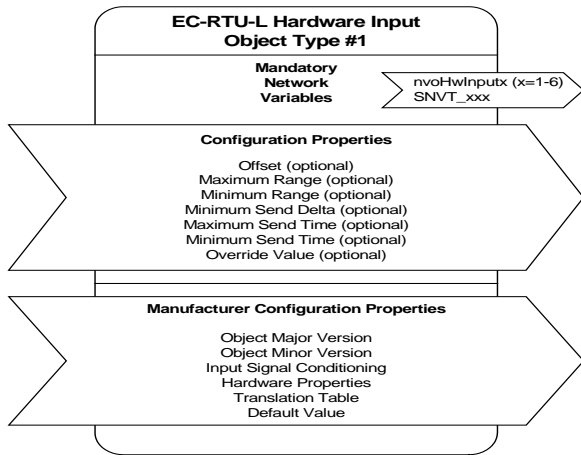 EC-RTU-L Hardware Input
Object Type #1
Mandatory
Network
Variables
nvoHwInputx (x=1-6)
SNVT_xxx
Configuration Properties
Offset (optional)
Maximum Range (optional)
Minimum Range (optional)
Minimum Send Delta (optional)
Maximum Send Time (optional)
Minimum Send Time (optional)
Override Value (optional)
Manufacturer Configuration Properties
Object Major Version
Object Minor Version
Input Signal Conditioning
Hardware Properties
Translation Table
Default Value